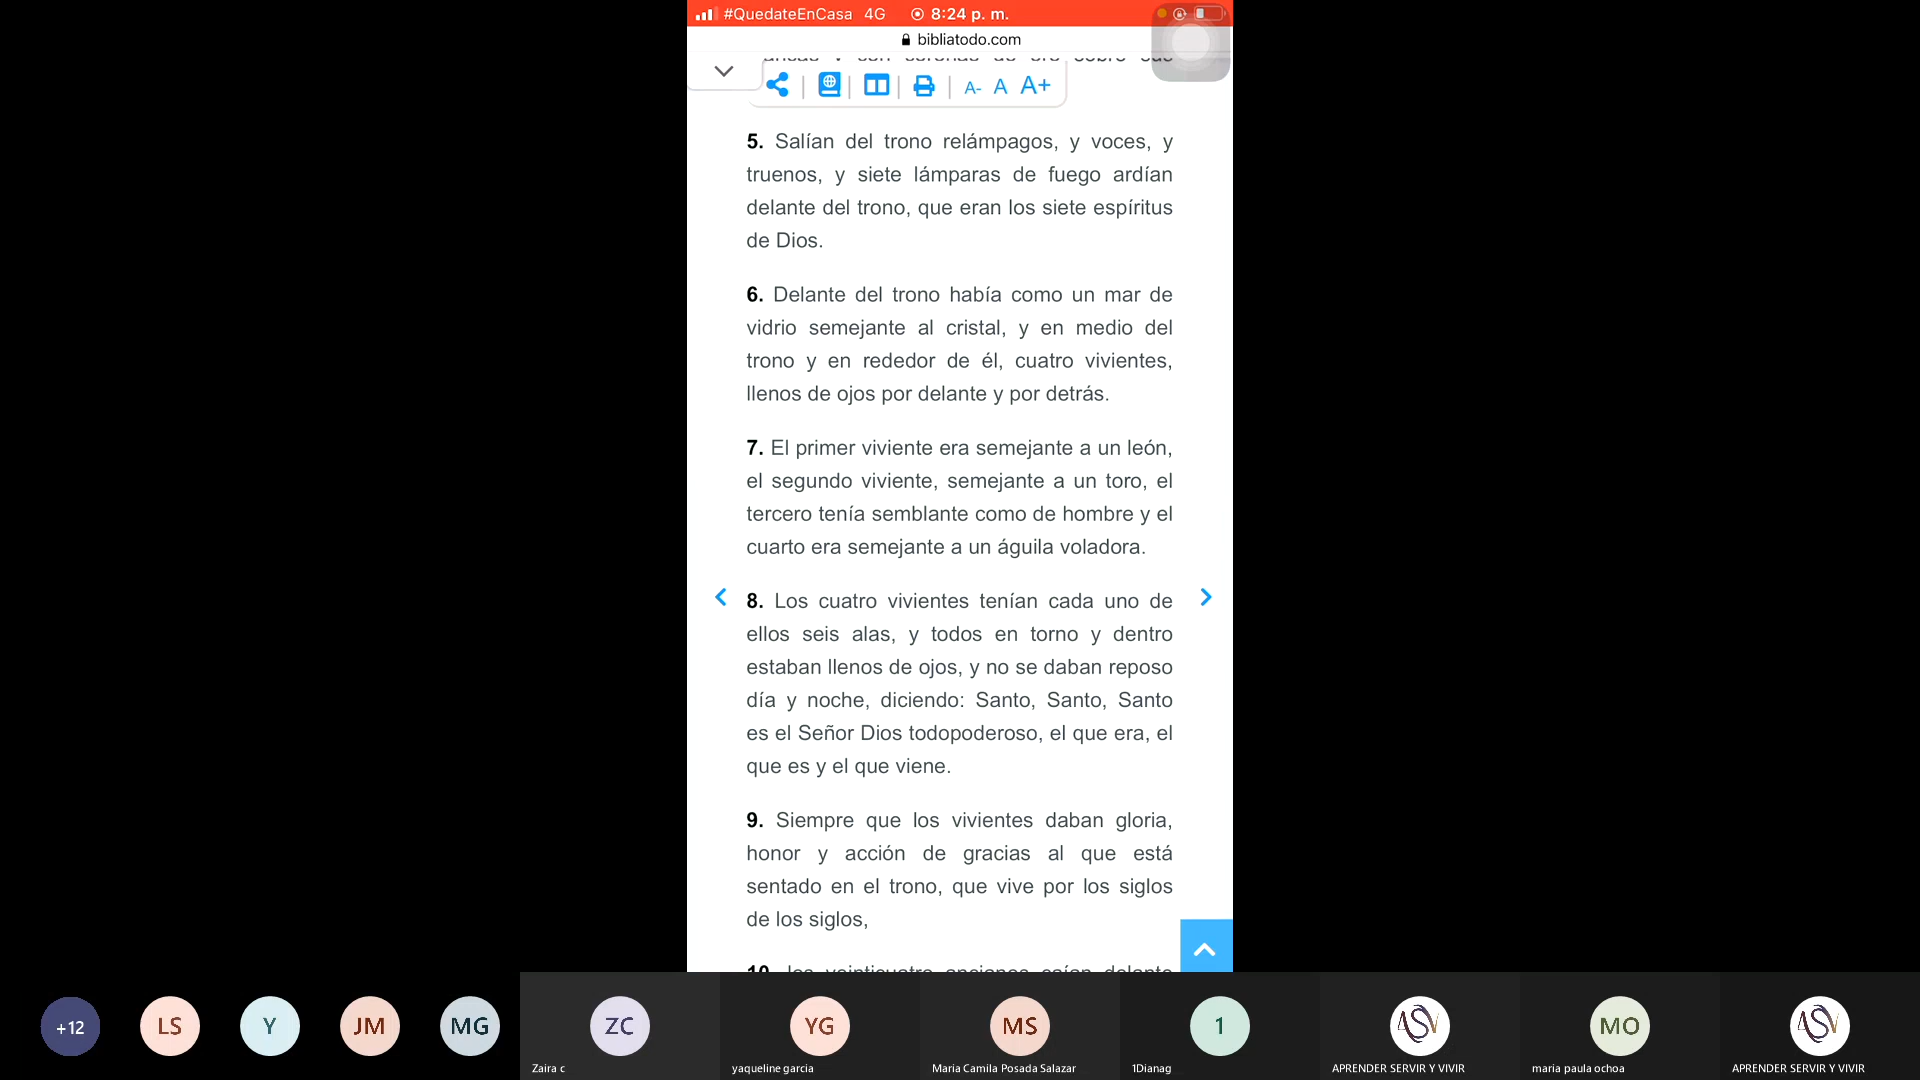 #QuedateEnCasa 4G 8:24 p. m.
bibliatodo.com
A- A A+
5. Salían del trono relámpagos, y voces, y
truenos, y siete lámparas de fuego ardían
delante del trono, que eran los siete espíritus
de Dios.
6. Delante del trono había como un mar de
vidrio semejante al cristal, y en medio del
trono y en rededor de él, cuatro vivientes,
llenos de ojos por delante y por detrás.
7. El primer viviente era semejante a un león,
el segundo viviente, semejante a un toro, el
tercero tenía semblante como de hombre y el
cuarto era semejante a un águila voladora.
8. Los cuatro vivientes tenían cada uno de
ellos seis alas, y todos en torno y dentro
estaban llenos de ojos, y no se daban reposo
día y noche, diciendo: Santo, Santo, Santo
es el Señor Dios todopoderoso, el que era, el
que es y el que viene.
9. Siempre que los vivientes daban gloria,
honor y acción de gracias al que está
sentado en el trono, que vive por los siglos
de los siglos,
10. los veinticuatro ancianos caían delante
+12 LS Y JM MG ZC YG MS 1 ASV MO ASV
Zaira c yaqueline garcia Maria Camila Posada Salazar 1Dianag APRENDER SERVIR Y VIVIR maria paula ochoa APRENDER SERVIR Y VIVIR